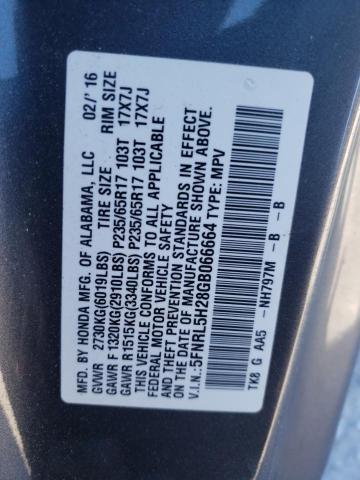 MFD. BY HONDA MFG. OF ALABAMA, LLC 02/'16
GVWR 2730KG(6019LBS) TIRE SIZE RIM SIZE
GAWR F1320KG(2910LBS) P235/65R17 103T 17X7J
GAWR R1515KG(3340LBS) P235/65R17 103T 17X7J
THIS VEHICLE CONFORMS TO ALL APPLICABLE
FEDERAL MOTOR VEHICLE SAFETY
AND THEFT PREVENTION STANDARDS IN EFFECT
ON THE DATE OF MANUFACTURE SHOWN ABOVE.
V.I.N.:5FNRL5H28GB066664 TYPE: MPV
TK8 G AA5 - NH797M - B - B